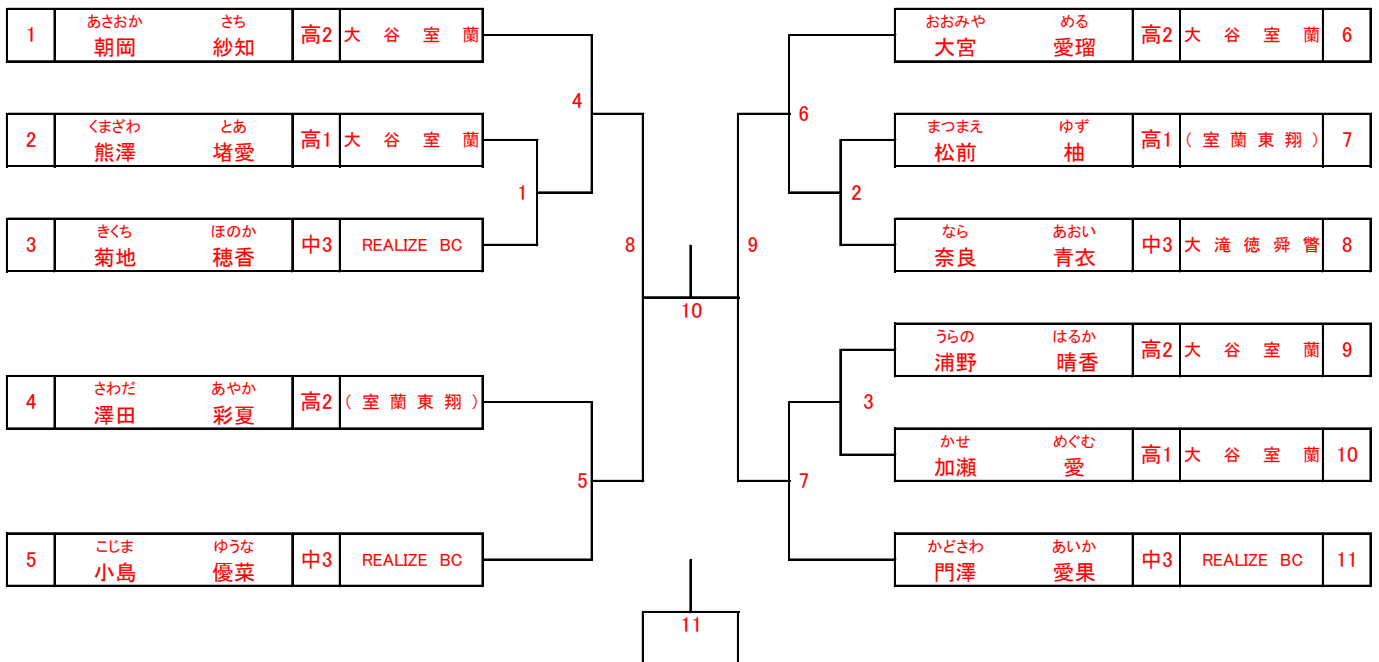 あさおか さち
1 朝岡 紗知 高2 大谷室蘭
くまざわ とあ
2 熊澤 堵愛 高1 大谷室蘭
きくち ほのか
3 菊地 穂香 中3 REALIZE BC
さわだ あやか
4 澤田 彩夏 高2 (室蘭東翔)
こじま ゆうな
5 小島 優菜 中3 REALIZE BC
4
1
8
5
10
11
6
2
9
3
7
おおみや める
大宮 愛瑠 高2 大谷室蘭 6
まつまえ ゆず
松前 柚 高1 (室蘭東翔) 7
なら あおい
奈良 青衣 中3 大滝徳舜瞥 8
うらの はるか
浦野 晴香 高2 大谷室蘭 9
かせ めぐむ
加瀬 愛 高1 大谷室蘭 10
かどさわ あいか
門澤 愛果 中3 REALIZE BC 11